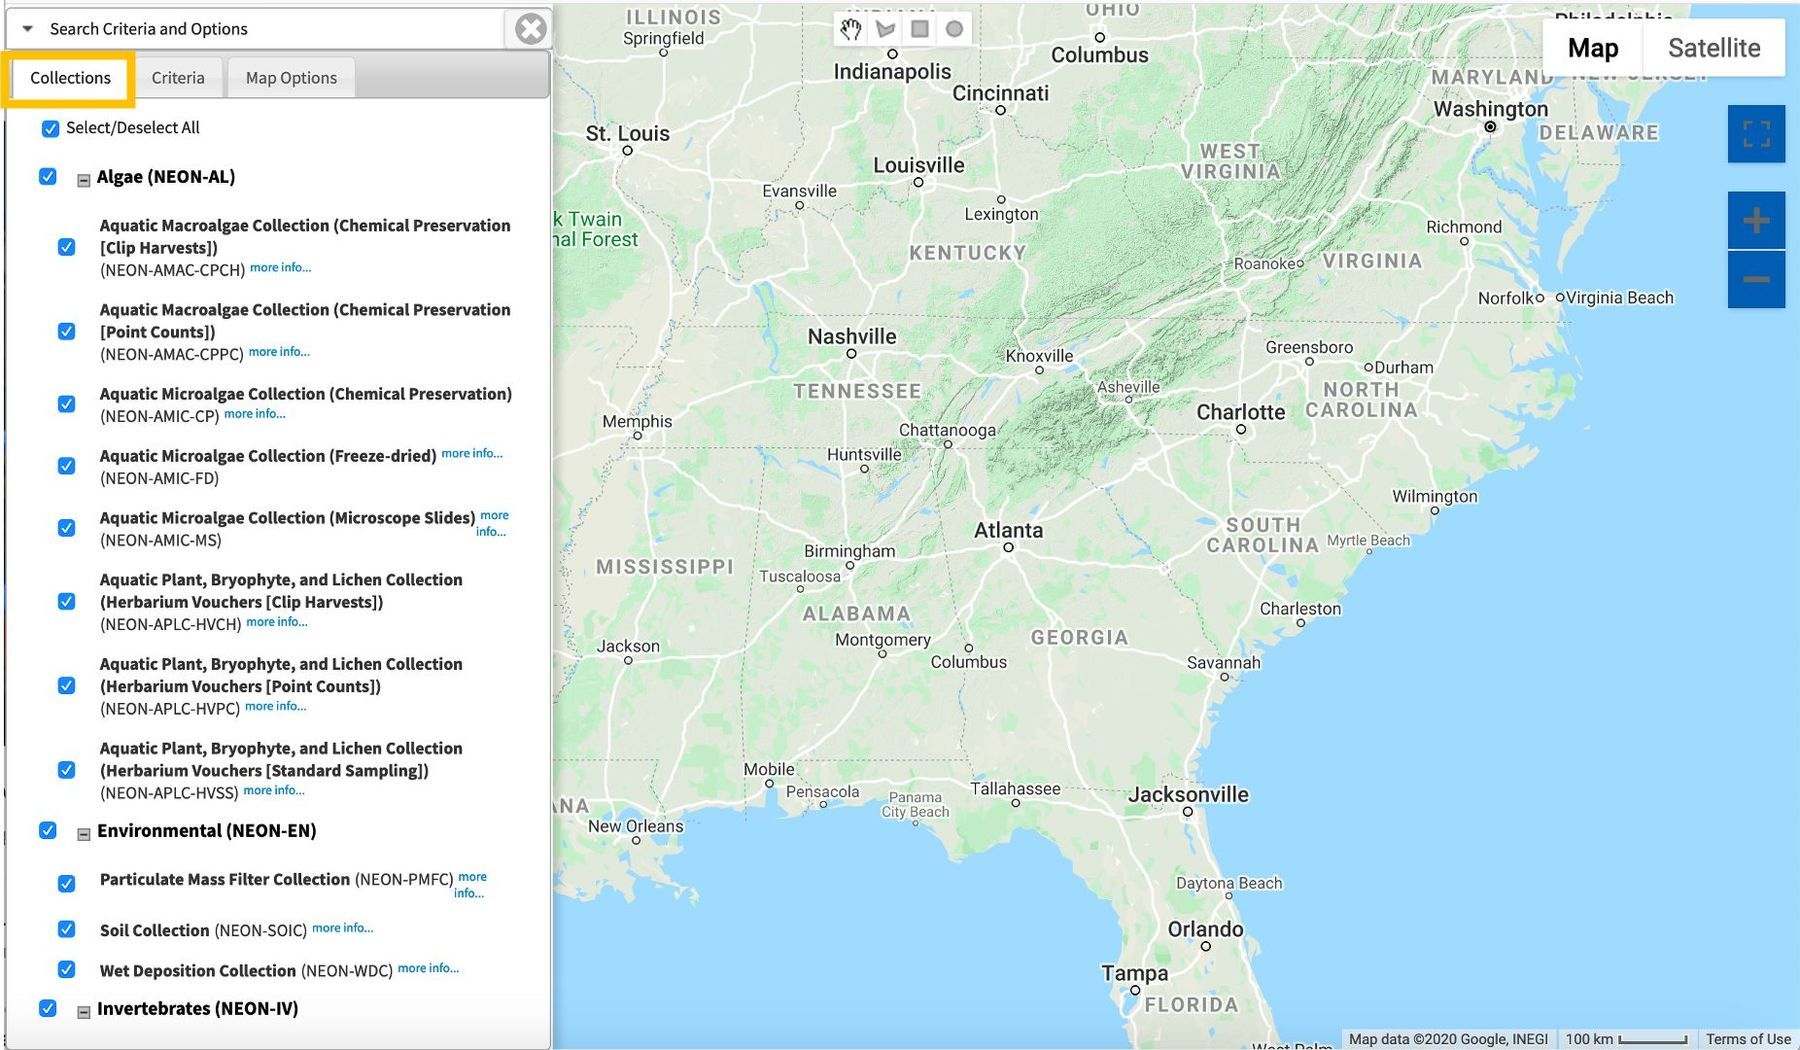 Search Criteria and Options
Collections
Criteria
Map Options
Select/Deselect All
Algae (NEON-AL)
Aquatic Macroalgae Collection (Chemical Preservation
[Clip Harvests])
(NEON-AMAC-CPCH) more info...
Aquatic Macroalgae Collection (Chemical Preservation
[Point Counts])
(NEON-AMAC-CPPC) more info...
Aquatic Microalgae Collection (Chemical Preservation)
(NEON-AMIC-CP) more info...
Aquatic Microalgae Collection (Freeze-dried) more info...
(NEON-AMIC-FD)
Aquatic Microalgae Collection (Microscope Slides) more
info...
(NEON-AMIC-MS)
Aquatic Plant, Bryophyte, and Lichen Collection
(Herbarium Vouchers [Clip Harvests])
(NEON-APLC-HVCH) more info...
Aquatic Plant, Bryophyte, and Lichen Collection
(Herbarium Vouchers [Point Counts])
(NEON-APLC-HVPC) more info...
Aquatic Plant, Bryophyte, and Lichen Collection
(Herbarium Vouchers [Standard Sampling])
(NEON-APLC-HVSS) more info...
Environmental (NEON-EN)
Particulate Mass Filter Collection (NEON-PMFC) more
info...
Soil Collection (NEON-SOIC) more info...
Wet Deposition Collection (NEON-WDC) more info...
Invertebrates (NEON-IV)
ILLINOIS
INDIANA
OHIO
Philadelphia
Springfield
Columbus
Map
Satellite
Indianapolis
MARYLAND
NEW JERSEY
Cincinnati
Washington
St. Louis
DELAWARE
Louisville
WEST
VIRGINIA
Evansville
Lexington
k Twain
nal Forest
Richmond
KENTUCKY
Roanoke
VIRGINIA
Norfolk
Virginia Beach
Nashville
Knoxville
Greensboro
Durham
TENNESSEE
Asheville
NORTH
CAROLINA
Charlotte
Memphis
Chattanooga
Huntsville
Wilmington
Atlanta
SOUTH
CAROLINA
Myrtle Beach
Birmingham
MISSISSIPPI
Tuscaloosa
ALABAMA
Charleston
GEORGIA
Montgomery
Jackson
Columbus
Savannah
Mobile
Pensacola
Panama
City Beach
Tallahassee
Jacksonville
ANA
New Orleans
Daytona Beach
Orlando
Tampa
FLORIDA
West Palm
Map data ©2020 Google, INEGI
100 km
Terms of Use